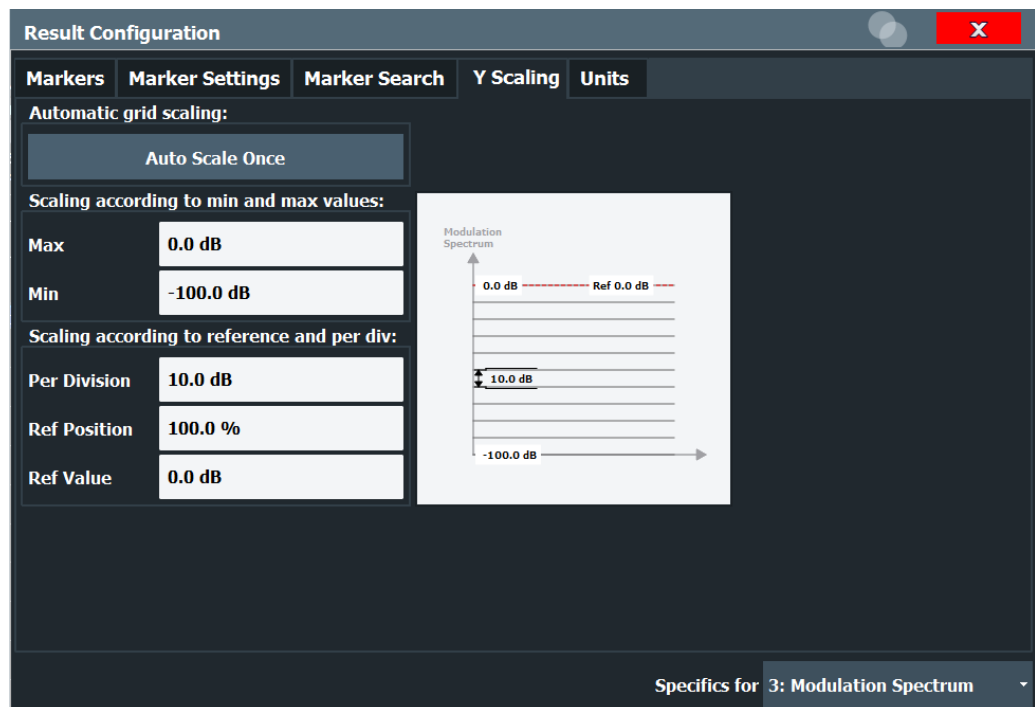 Result Configuration
X
Markers Marker Settings Marker Search Y Scaling Units
Automatic grid scaling:
Auto Scale Once
Scaling according to min and max values:
Max 0.0 dB
Min -100.0 dB
Scaling according to reference and per div:
Per Division 10.0 dB
Ref Position 100.0 %
Ref Value 0.0 dB
Modulation
Spectrum
0.0 dB Ref 0.0 dB
10.0 dB
-100.0 dB
Specifics for 3: Modulation Spectrum